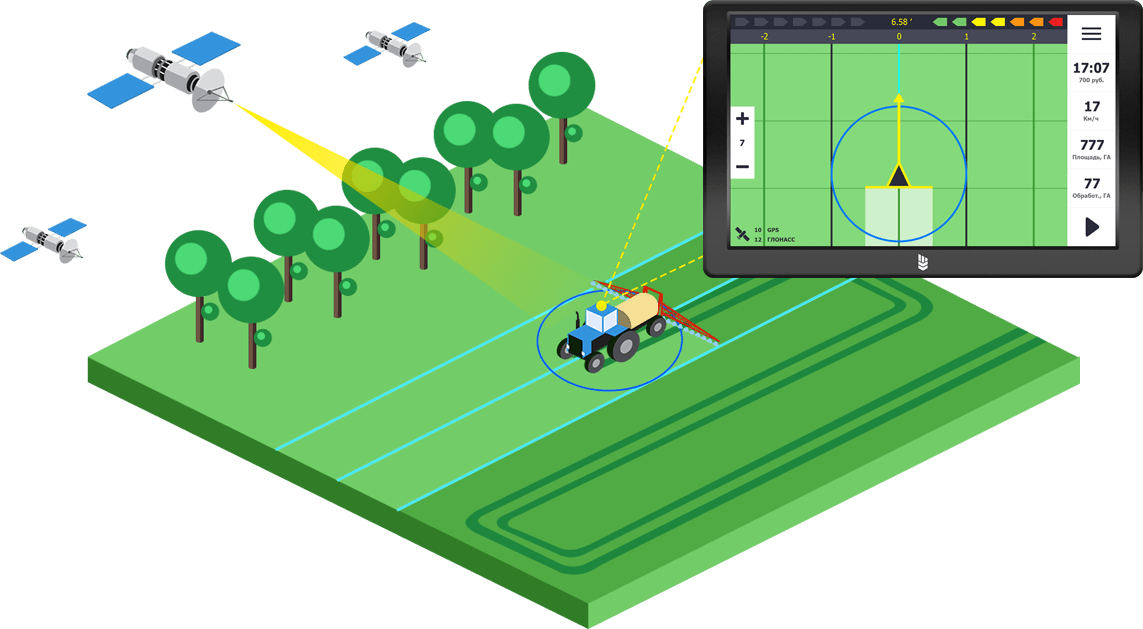 6.58 ′
-2 -1 0 1 2
17:07
700 руб.
17
Км/ч
777
Площадь, ГА
77
Обработ., ГА
+
7
−
10 GPS
12 ГЛОНАСС